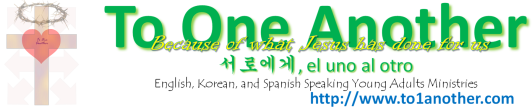 To One Another
Because of what Jesus has done for us
서로에게, el uno al otro
English, Korean, and Spanish Speaking Young Adults Ministries
http://www.to1another.com